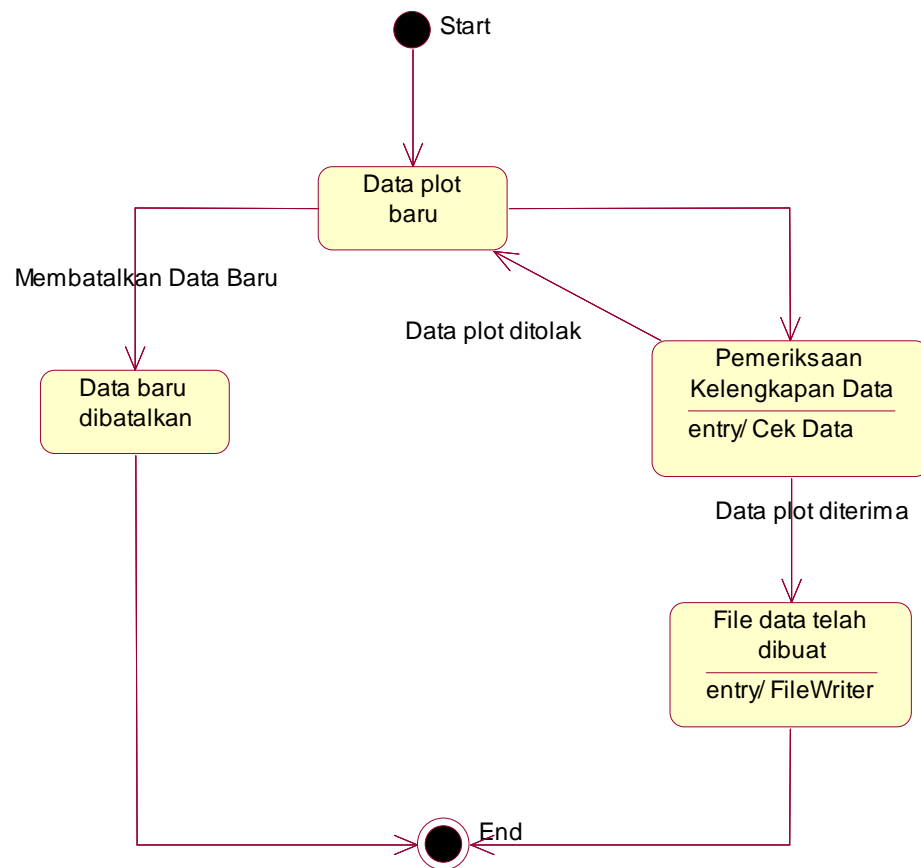 Start
Data plot
baru
Membatalkan Data Baru
Data plot ditolak
Pemeriksaan
Kelengkapan Data
entry/ Cek Data
Data baru
dibatalkan
Data plot diterima
File data telah
dibuat
entry/ FileWriter
End